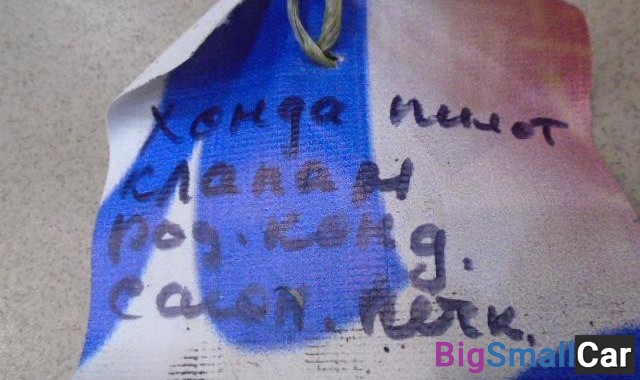 хонда пилот
клапан
рад. конд.
салон. печк.
BigSmallCar